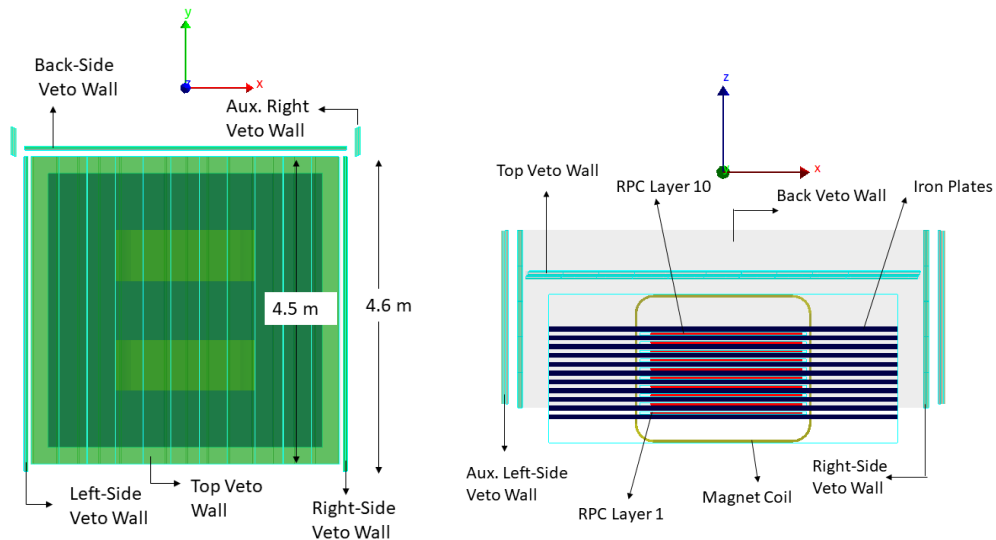 y
z
x
Back-Side
Veto Wall
Aux. Right
Veto Wall
4.5 m
4.6 m
Left-Side
Veto Wall
Top Veto
Wall
Right-Side
Veto Wall
z
y
x
Top Veto Wall
RPC Layer 10
Iron Plates
Back Veto Wall
Aux. Left-Side
Veto Wall
RPC Layer 1
Magnet Coil
Right-Side
Veto Wall